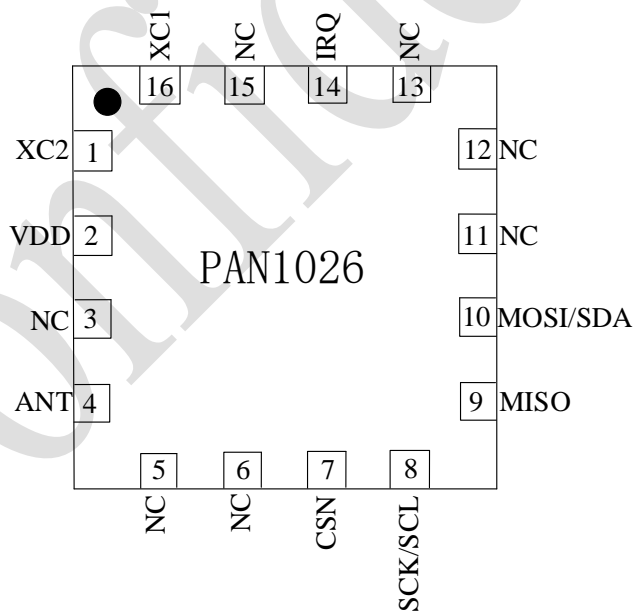 XC1
NC
IRQ
NC
16
15
14
13
XC2 1
12 NC
VDD 2
11 NC
PAN1026
NC 3
10 MOSI/SDA
ANT 4
9 MISO
5
6
7
8
NC
NC
CSN
SCK/SCL